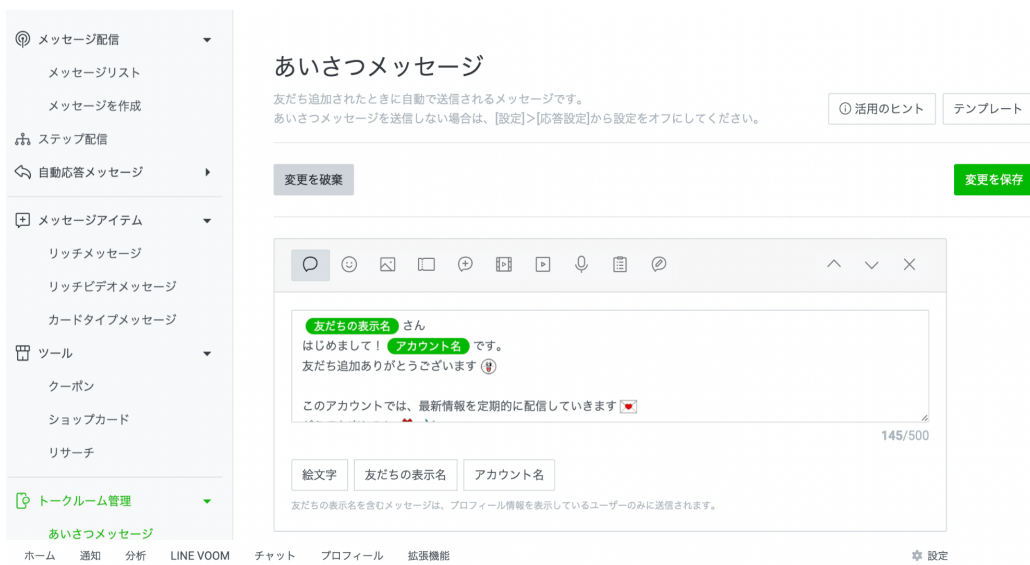 メッセージ配信
メッセージリスト
メッセージを作成
ステップ配信
自動応答メッセージ
メッセージアイテム
リッチメッセージ
リッチビデオメッセージ
カードタイプメッセージ
ツール
クーポン
ショップカード
リサーチ
トークルーム管理
あいさつメッセージ
あいさつメッセージ
友だち追加されたときに自動で送信されるメッセージです。
あいさつメッセージを送信しない場合は、[設定]>[応答設定]から設定をオフにしてください。
活用のヒント
テンプレート
変更を破棄
変更を保存
友だちの表示名 さん
はじめまして！ アカウント名 です。
友だち追加ありがとうございます
このアカウントでは、最新情報を定期的に配信していきます
145/500
絵文字 友だちの表示名 アカウント名
友だちの表示名を含むメッセージは、プロフィール情報を表示しているユーザーのみに送信されます。
ホーム 通知 分析 LINE VOOM チャット プロフィール 拡張機能 設定